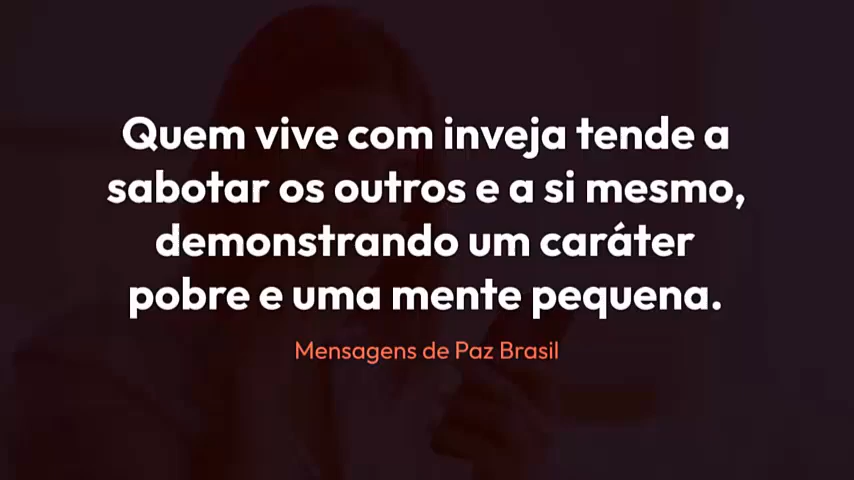 Quem vive com inveja tende a
sabotar os outros e a si mesmo,
demonstrando um caráter
pobre e uma mente pequena.
Mensagens de Paz Brasil